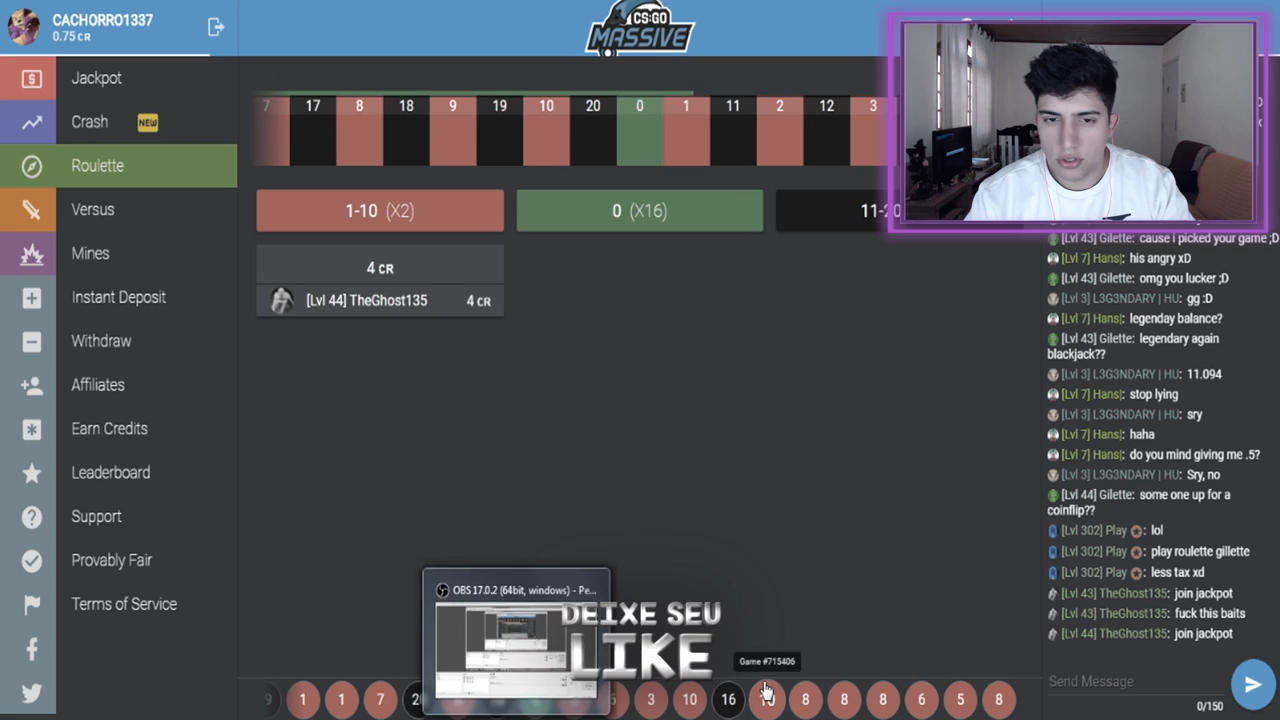 CACHORRO1337
0.75 CR
CS:GO
MASSIVE
Jackpot
Crash
NEW
Roulette
Versus
Mines
Instant Deposit
Withdraw
Affiliates
Earn Credits
Leaderboard
Support
Provably Fair
Terms of Service
7 17 8 18 9 19 10 20 0 1 11 2 12 3
1-10 (X2)
0 (X16)
11-20
4 CR
[Lvl 44] TheGhost135 4 CR
[Lvl 43] Gilette: cause i picked your game ;D
[Lvl 7] Hans|: his angry xD
[Lvl 43] Gilette: omg you lucker ;D
[Lvl 3] L3G3NDARY | HU: gg :D
[Lvl 7] Hans|: legenday balance?
[Lvl 43] Gilette: legendary again
blackjack??
[Lvl 3] L3G3NDARY | HU: 11.094
[Lvl 7] Hans|: stop lying
[Lvl 3] L3G3NDARY | HU: sry
[Lvl 7] Hans|: haha
[Lvl 7] Hans|: do you mind giving me .5?
[Lvl 3] L3G3NDARY | HU: Sry, no
[Lvl 44] Gilette: some one up for a
coinflip??
[Lvl 302] Play : lol
[Lvl 302] Play : play roulette gillette
[Lvl 302] Play : less tax xd
[Lvl 43] TheGhost135: join jackpot
[Lvl 43] TheGhost135: fuck this baits
[Lvl 44] TheGhost135: join jackpot
Send Message
0/150
OBS 17.0.2 (64bit, windows) - Pe...
DEIXE SEU
LIKE
Game #715406
9 1 1 7 20 3 10 16 8 8 8 6 5 8